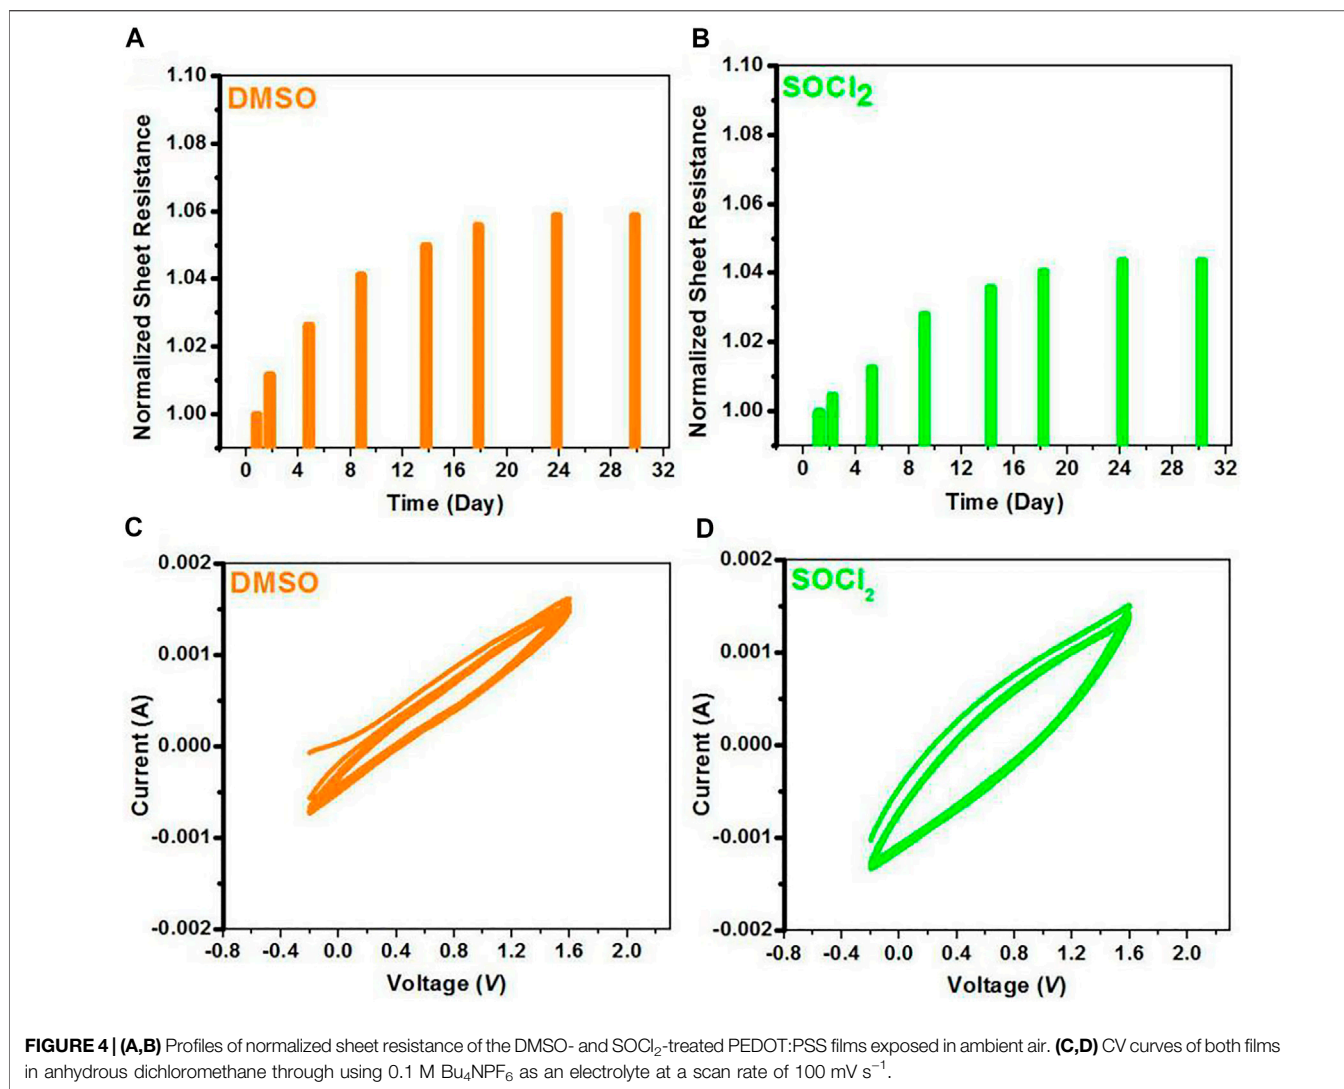 A
1.10
DMSO
1.08
1.06
1.04
1.02
1.00
Normalized Sheet Resistance
0 4 8 12 16 20 24 28 32
Time (Day)
B
1.10
SOCl2
1.08
1.06
1.04
1.02
1.00
Normalized Sheet Resistance
0 4 8 12 16 20 24 28 32
Time (Day)
C
0.002
DMSO
0.001
0.000
-0.001
-0.002
Current (A)
-0.8 -0.4 0.0 0.4 0.8 1.2 1.6 2.0
Voltage (V)
D
0.002
SOCl2
0.001
0.000
-0.001
-0.002
Current (A)
-0.8 -0.4 0.0 0.4 0.8 1.2 1.6 2.0
Voltage (V)
FIGURE 4 | (A,B) Profiles of normalized sheet resistance of the DMSO- and SOCl₂-treated PEDOT:PSS films exposed in ambient air. (C,D) CV curves of both films
in anhydrous dichloromethane through using 0.1 M Bu₄NPF₆ as an electrolyte at a scan rate of 100 mV s⁻¹.